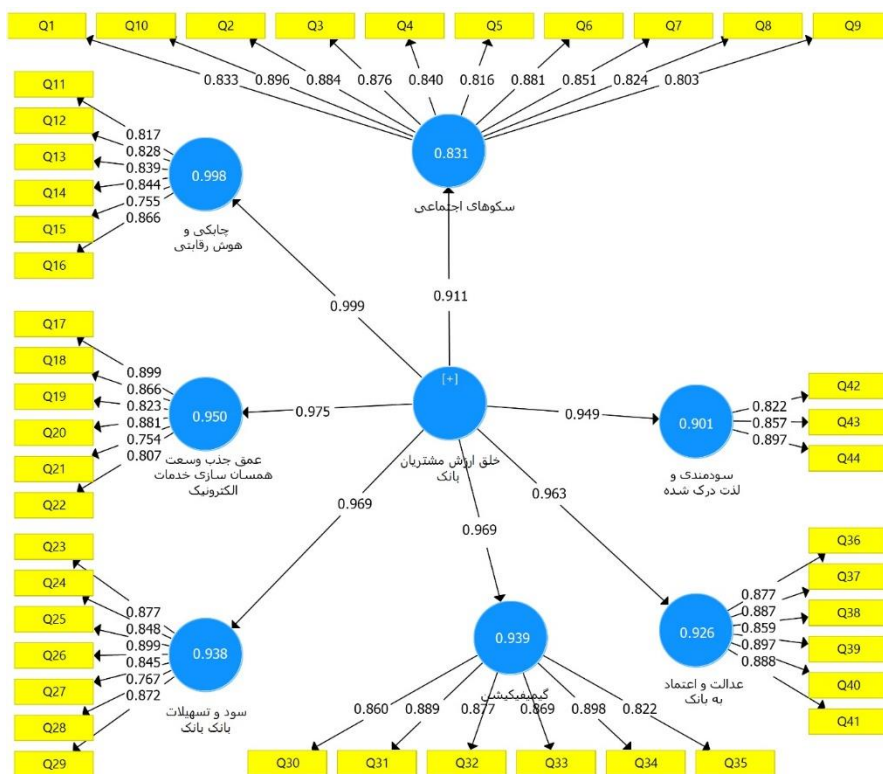 Q1
Q10
Q2
Q3
Q4
Q5
Q6
Q7
Q8
Q9
0.833
0.896
0.884
0.876
0.840
0.816
0.881
0.851
0.824
0.803
0.831
سکوهای اجتماعی
0.911
Q11
Q12
Q13
Q14
Q15
Q16
0.817
0.828
0.839
0.844
0.755
0.866
0.998
چابکی و
هوش رقابتی
0.999
Q17
Q18
Q19
Q20
Q21
Q22
0.899
0.866
0.823
0.881
0.754
0.807
0.950
عمق جذب وسعت
همسان سازی خدمات
الکترونیک
0.975
[+]
خلق ارزش مشتریان
بانک
0.949
0.901
سودمندی و
لذت درک شده
0.822
0.857
0.897
Q42
Q43
Q44
0.969
0.969
0.963
Q23
Q24
Q25
Q26
Q27
Q28
Q29
0.877
0.848
0.899
0.845
0.767
0.872
0.938
سود و تسهیلات
بانک بانک
0.939
گیمیفیکیشن
0.860
0.889
0.877
0.869
0.898
0.822
Q30
Q31
Q32
Q33
Q34
Q35
0.926
عدالت و اعتماد
به بانک
0.877
0.887
0.859
0.897
0.888
Q36
Q37
Q38
Q39
Q40
Q41